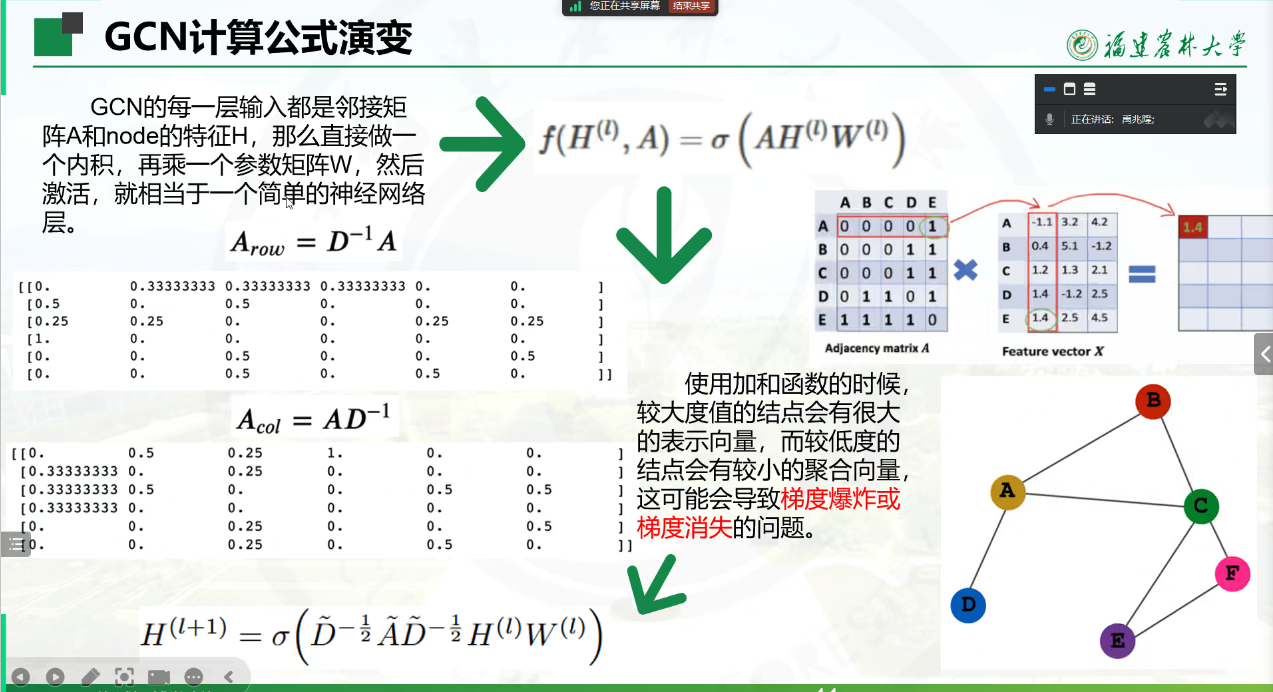 您正在共享屏幕 结束共享
GCN计算公式演变
福建农林大学
正在讲话:
GCN的每一层输入都是邻接矩
阵A和node的特征H，那么直接做一
个内积，再乘一个参数矩阵W，然后
激活，就相当于一个简单的神经网络
层。
f(H^{(l)}, A) = σ(AH^{(l)}W^{(l)})
A_{row} = D^{-1}A
[[0. 0.33333333 0.33333333 0.33333333 0. 0. ]
[0.5 0. 0.5 0. 0. 0. ]
[0.25 0.25 0. 0. 0.25 0.25 ]
[1. 0. 0. 0. 0. 0. ]
[0. 0. 0.5 0. 0. 0.5 ]
[0. 0. 0.5 0. 0.5 0. ]]
A_{col} = AD^{-1}
[[0. 0.5 0.25 1. 0. 0. ]
[0.33333333 0. 0.25 0. 0. 0. ]
[0.33333333 0.5 0. 0. 0.5 0.5 ]
[0.33333333 0. 0. 0. 0. 0. ]
[0. 0. 0.25 0. 0. 0.5 ]
[0. 0. 0.25 0. 0.5 0. ]]
A B C D E
A 0 0 0 0 1
B 0 0 0 1 1
C 0 0 0 1 1
D 0 1 1 0 1
E 1 1 1 1 0
Adjacency matrix A
A -1.1 3.2 4.2
B 0.4 5.1 -1.2
C 1.2 1.3 2.1
D 1.4 -1.2 2.5
E 1.4 2.5 4.5
Feature vector X
1.4
使用加和函数的时候，
较大度值的结点会有很大
的表示向量，而较低度的
结点会有较小的聚合向量，
这可能会导致梯度爆炸或
梯度消失的问题。
B
A
C
F
D
E
H^{(l+1)} = σ(D̃^{-1/2}ÃD̃^{-1/2}H^{(l)}W^{(l)})